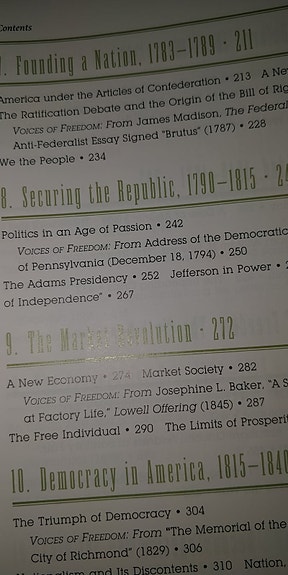 Contents
7. Founding a Nation, 1783–1789 • 211
America under the Articles of Confederation • 213 A
The Ratification Debate and the Origin of the Bill of
VOICES OF FREEDOM: From James Madison, The
Anti-Federalist Essay Signed "Brutus" (1787) • 228
We the People • 234
8. Securing the Republic, 1790–1815 •
Politics in an Age of Passion • 242
VOICES OF FREEDOM: From Address of the Democratic
of Pennsylvania (December 18, 1794) • 250
The Adams Presidency • 252 Jefferson in Power •
of Independence" • 267
9. The Market Revolution • 272
A New Economy • 274 Market Society • 282
VOICES OF FREEDOM: From Josephine L. Baker, "A
at Factory Life," Lowell Offering (1845) • 287
The Free Individual • 290 The Limits of
10. Democracy in America, 1815–1840
The Triumph of Democracy • 304
VOICES OF FREEDOM: From "The Memorial of the
City of Richmond" (1829) • 306
Nationalism and Its Discontents • 310 Nation,